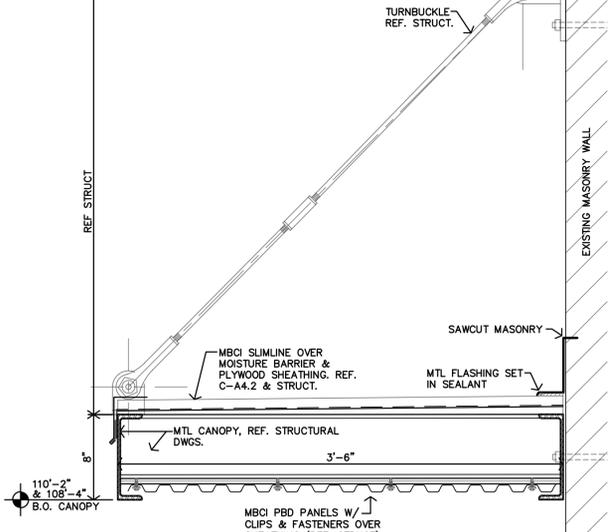 TURNBUCKLE
REF. STRUCT.
REF STRUCT
EXISTING MASONRY WALL
SAWCUT MASONRY
MBCI SLIMLINE OVER
MOISTURE BARRIER &
PLYWOOD SHEATHING. REF.
C-A4.2 & STRUCT.
MTL FLASHING SET
IN SEALANT
MTL CANOPY, REF. STRUCTURAL
DWGS.
8"
3'-6"
110'-2"
& 108'-4"
B.O. CANOPY
MBCI PBD PANELS W/
CLIPS & FASTENERS OVER